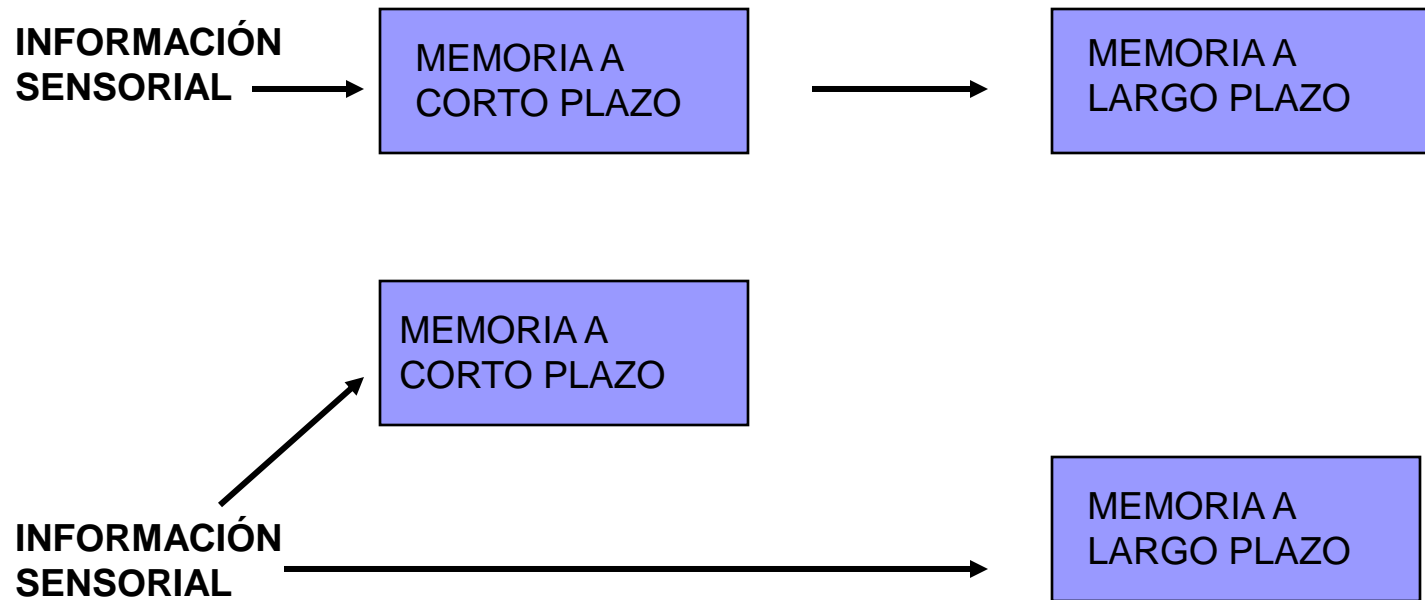 INFORMACIÓN
SENSORIAL
MEMORIA A
CORTO PLAZO
MEMORIA A
LARGO PLAZO
MEMORIA A
CORTO PLAZO
INFORMACIÓN
SENSORIAL
MEMORIA A
LARGO PLAZO